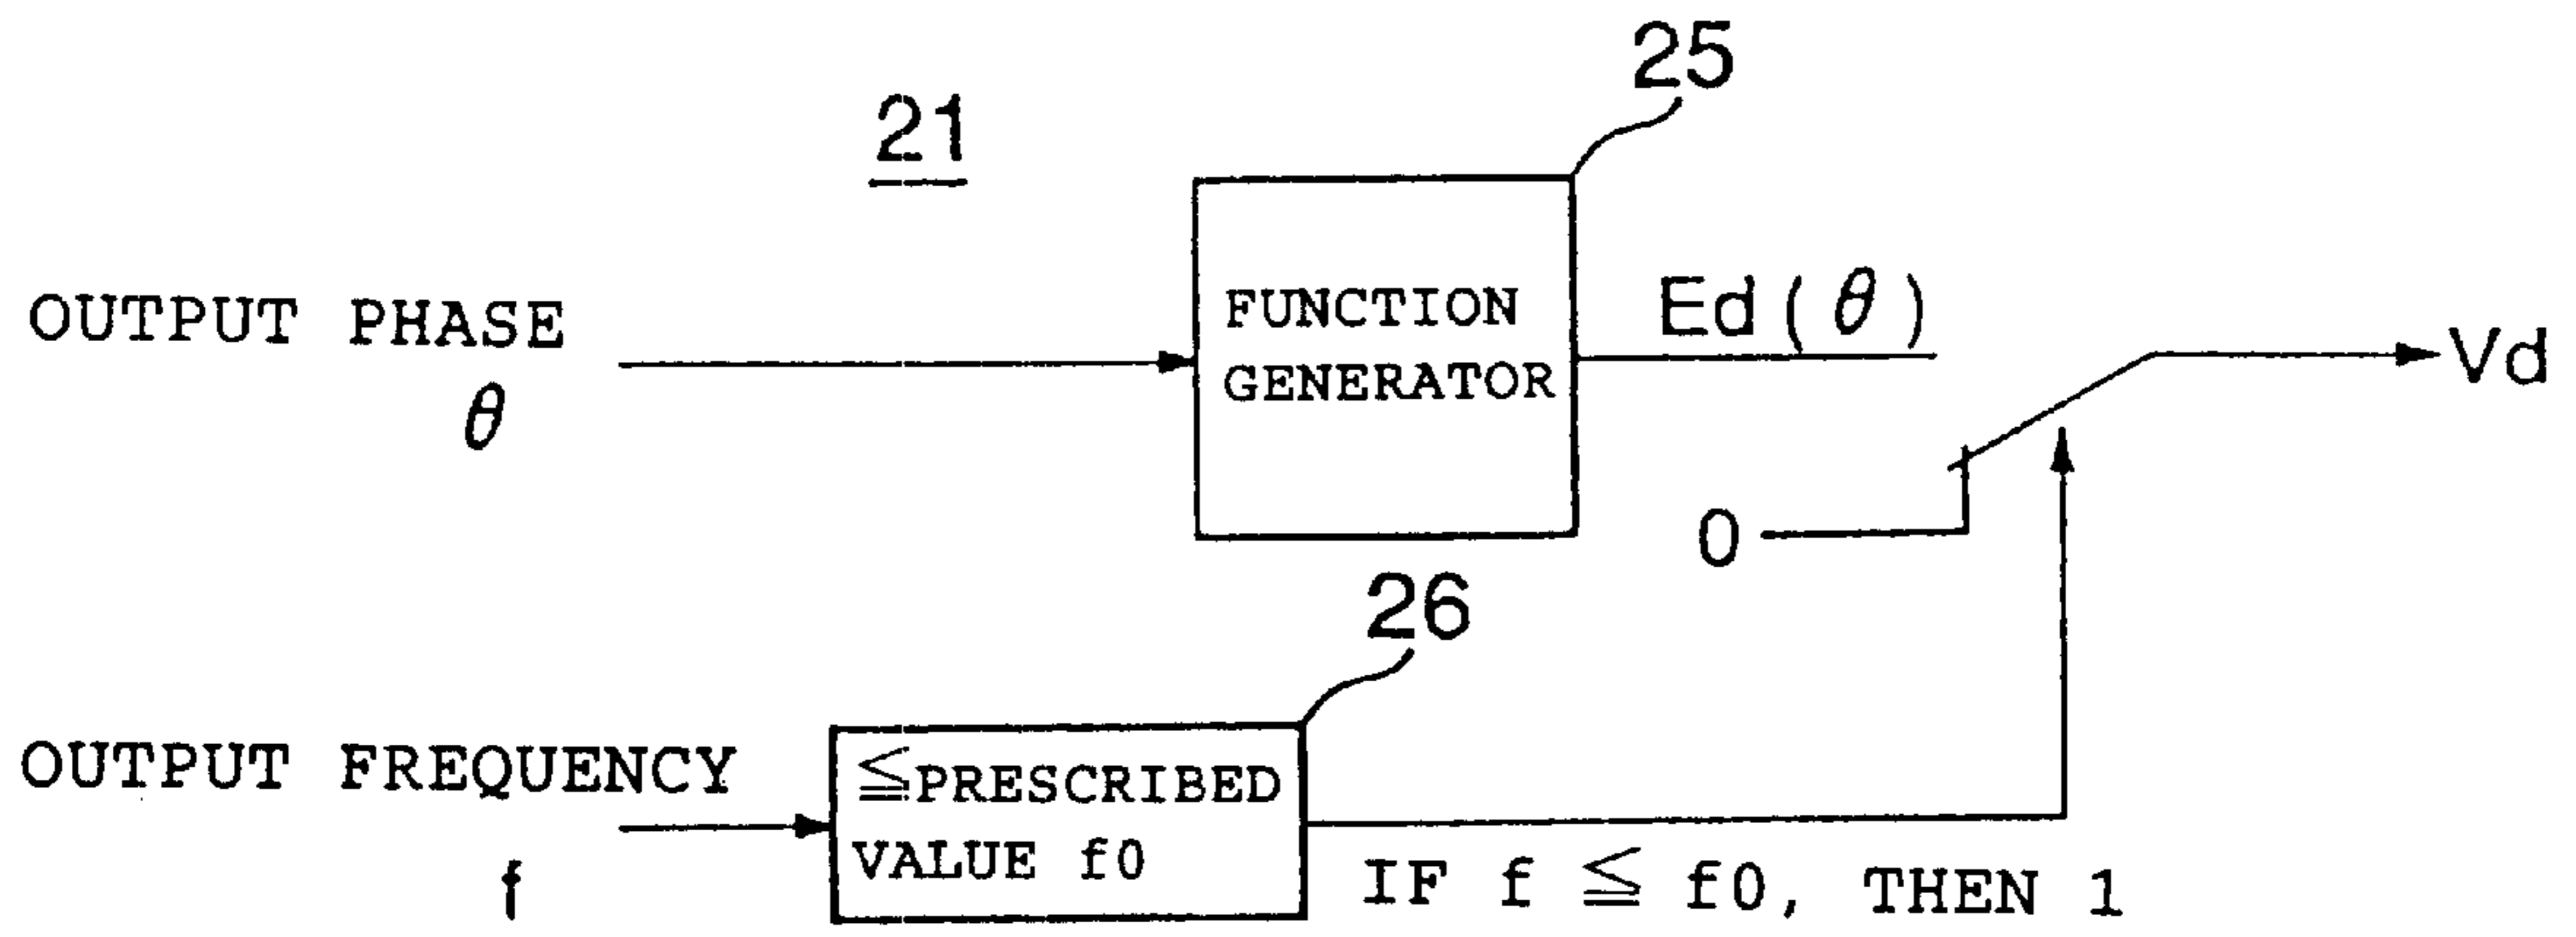 25
21
FUNCTION
GENERATOR
OUTPUT PHASE
θ
Ed(θ)
Vd
0
26
OUTPUT FREQUENCY
f
≦PRESCRIBED
VALUE f0
IF f ≦ f0, THEN 1